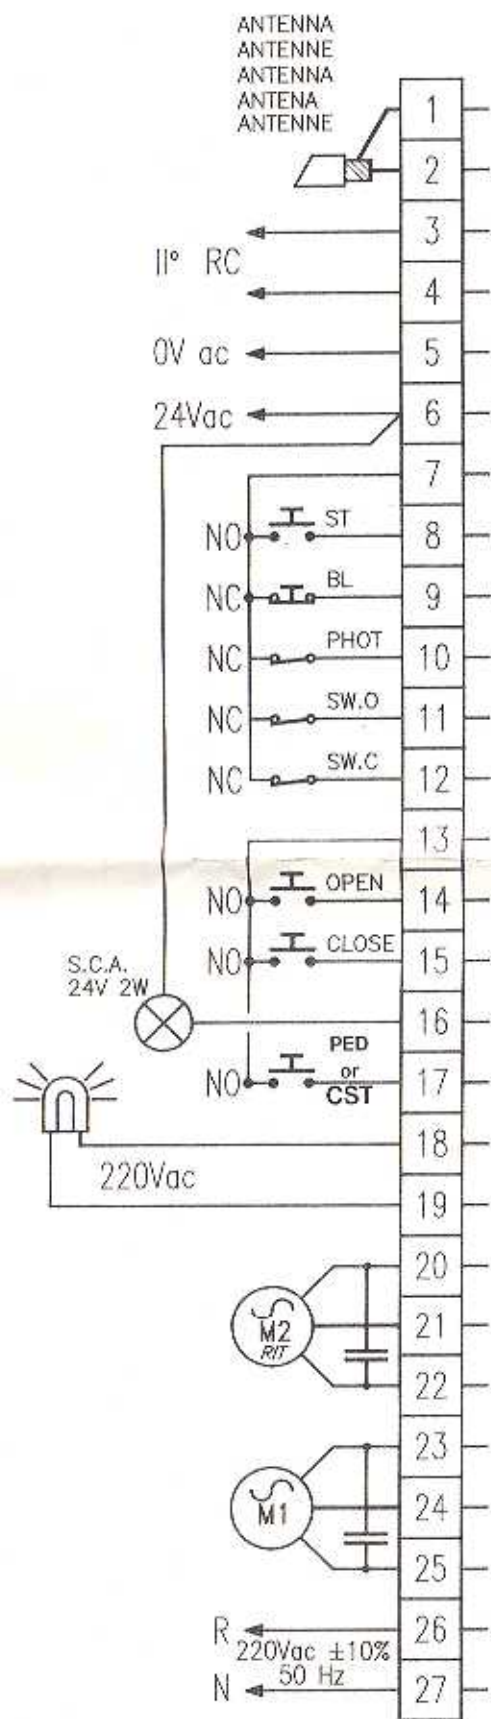 ANTENNA
ANTENNE
ANTENNA
ANTENA
ANTENNE
1
2
3
II° RC
4
0V ac
5
24Vac
6
7
NO
ST
8
NC
BL
9
NC
PHOT
10
NC
SW.O
11
NC
SW.C
12
13
NO
OPEN
14
NO
CLOSE
15
S.C.A.
24V 2W
16
PED
or
CST
NO
17
18
220Vac
19
20
M2
RIT
21
22
23
M1
24
25
R
26
220Vac ±10%
50 Hz
N
27